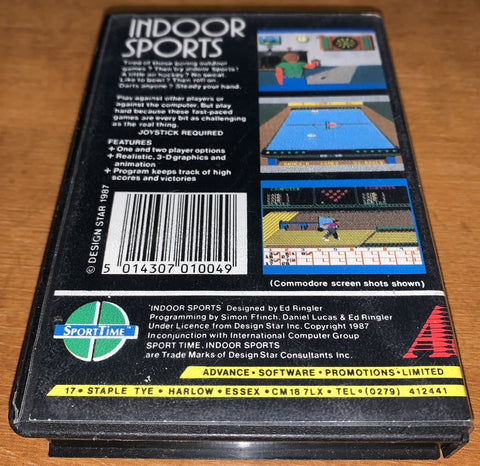 INDOOR
SPORTS
Tired of those boring outdoor
games? Then try Indoor Sports!
A little air hockey? No sweat.
Like to bowl? Then roll on.
Darts anyone? Steady your hand.
Play against other players or
against the computer. But play
hard because these fast-paced
games are every bit as challenging
as the real thing.
JOYSTICK REQUIRED
FEATURES
+ One and two player options
+ Realistic, 3-D graphics and
animation
+ Program keeps track of high
scores and victories
© DESIGN STAR 1987
5 014307 010049
(Commodore screen shots shown)
SPORTTIME
'INDOOR SPORTS' Designed by Ed Ringler
Programming by Simon Ffinch, Daniel Lucas & Ed Ringler
Under Licence from Design Star Inc. Copyright 1987
In conjunction with International Computer Group
SPORT TIME, INDOOR SPORTS
are Trade Marks of Design Star Consultants Inc.
ADVANCE · SOFTWARE · PROMOTIONS · LIMITED
17 · STAPLE TYE · HARLOW · ESSEX · CM18 7LX · TEL · (0279) 412441